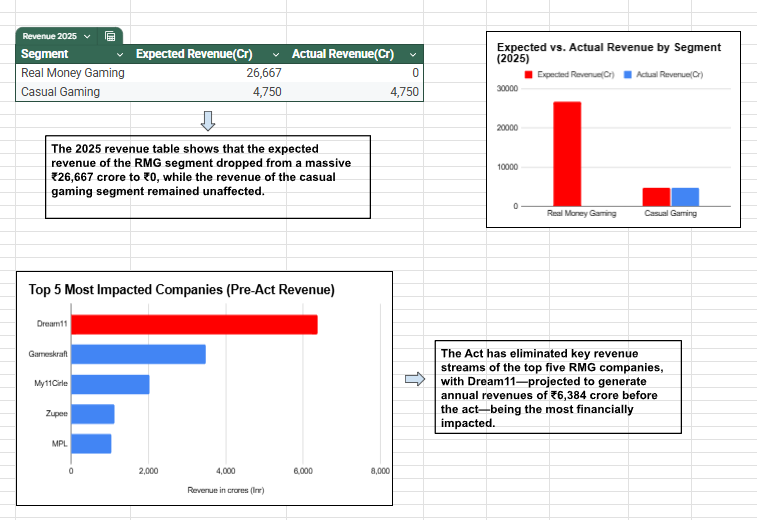 Revenue 2025
Segment Expected Revenue(Cr) Actual Revenue(Cr)
Real Money Gaming 26,667 0
Casual Gaming 4,750 4,750
The 2025 revenue table shows that the expected
revenue of the RMG segment dropped from a massive
₹26,667 crore to ₹0, while the revenue of the casual
gaming segment remained unaffected.
Expected vs. Actual Revenue by Segment
(2025)
Expected Revenue(Cr) Actual Revenue(Cr)
30000
20000
10000
0
Real Money Gaming Casual Gaming
Top 5 Most Impacted Companies (Pre-Act Revenue)
Dream11
Gameskraft
My11Cirle
Zupee
MPL
0 2,000 4,000 6,000 8,000
Revenue in crores (Inr)
The Act has eliminated key revenue
streams of the top five RMG companies,
with Dream11—projected to generate
annual revenues of ₹6,384 crore before
the act—being the most financially
impacted.